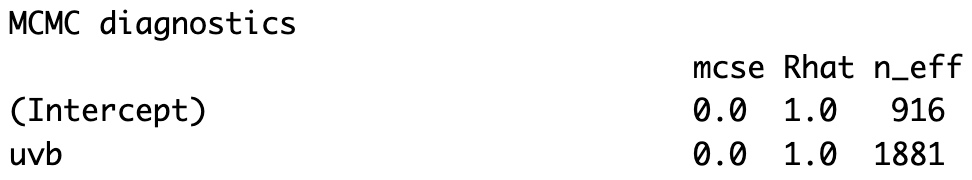 MCMC diagnostics
mcse Rhat n_eff
(Intercept) 0.0 1.0 916
uvb 0.0 1.0 1881